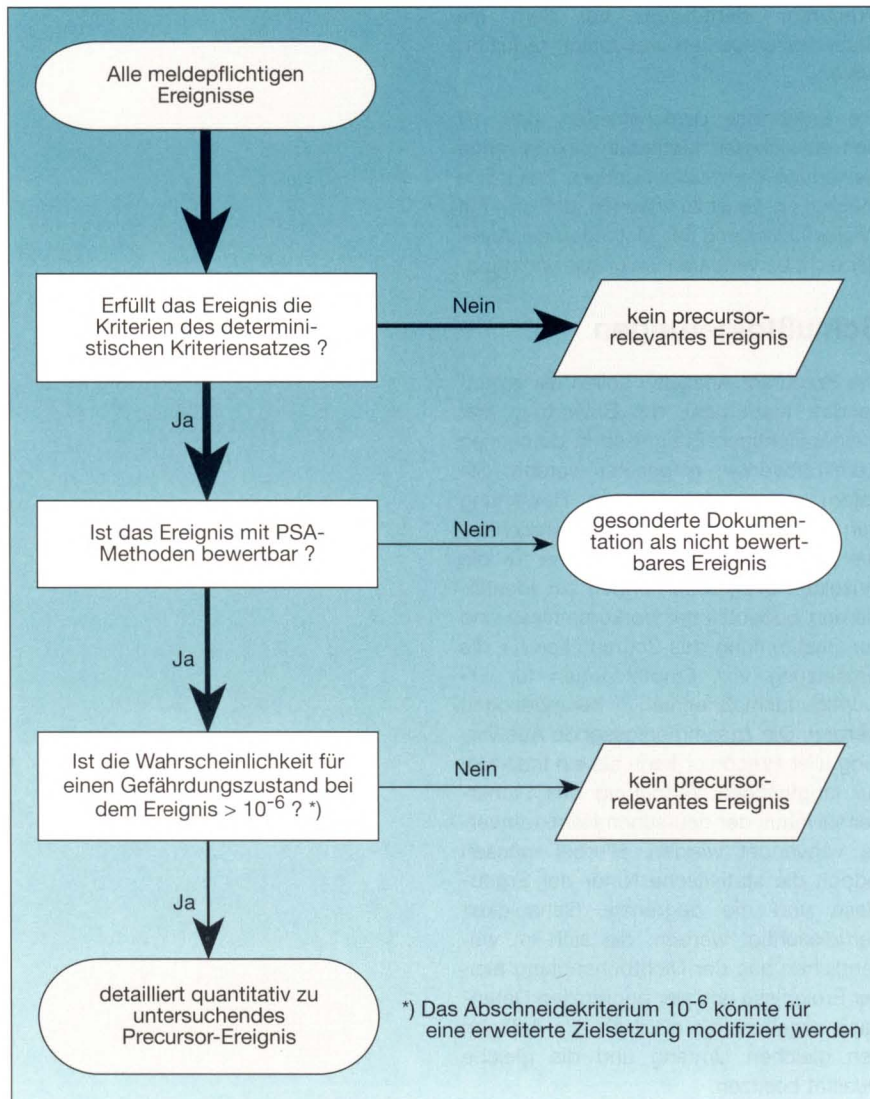 Alle meldepflichtigen
Ereignisse
Erfüllt das Ereignis die
Kriterien des determini-
stischen Kriteriensatzes ?
Nein
kein precursor-
relevantes Ereignis
Ja
Ist das Ereignis mit PSA-
Methoden bewertbar ?
Nein
gesonderte Dokumen-
tation als nicht bewert-
bares Ereignis
Ja
Ist die Wahrscheinlichkeit für
einen Gefährdungszustand bei
dem Ereignis > 10⁻⁶ ? *)
Nein
kein precursor-
relevantes Ereignis
Ja
detailliert quantitativ zu
untersuchendes
Precursor-Ereignis
*) Das Abschneidekriterium 10⁻⁶ könnte für
eine erweiterte Zielsetzung modifiziert werden